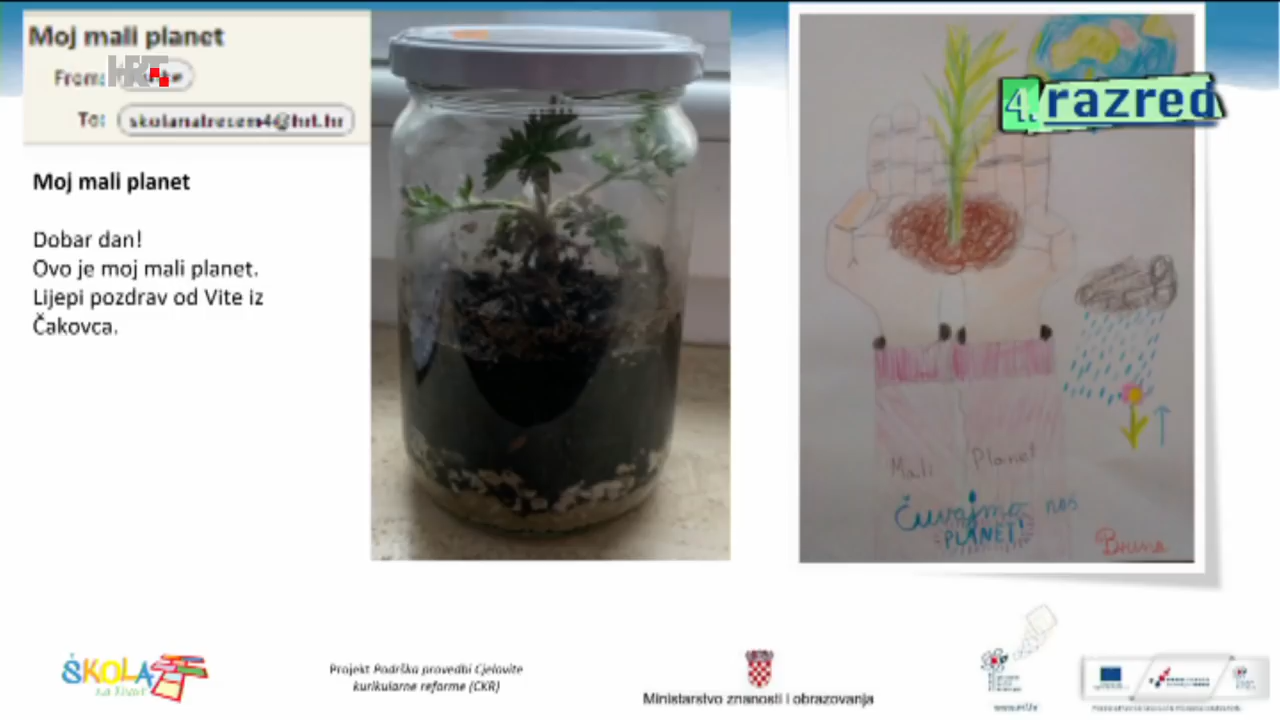 Moj mali planet
HRT
From:
To: skolanatrecem4@hrt.hr
4. razred
Moj mali planet
Dobar dan!
Ovo je moj mali planet.
Lijepi pozdrav od Vite iz
Čakovca.
Mali Planet
Čuvajmo naš
PLANET!
Bruna
ŠKOLA
za život
Projekt Podrška provedbi Cjelovite
kurikularne reforme (CKR)
Ministarstvo znanosti i obrazovanja